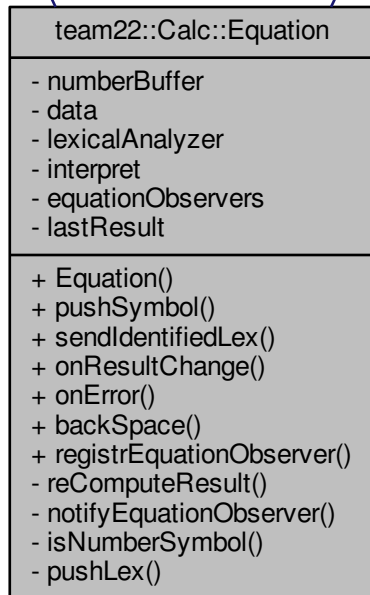 team22::Calc::Equation
- numberBuffer
- data
- lexicalAnalyzer
- interpret
- equationObservers
- lastResult
+ Equation()
+ pushSymbol()
+ sendIdentifiedLex()
+ onResultChange()
+ onError()
+ backSpace()
+ registrEquationObserver()
- reComputeResult()
- notifyEquationObserver()
- isNumberSymbol()
- pushLex()